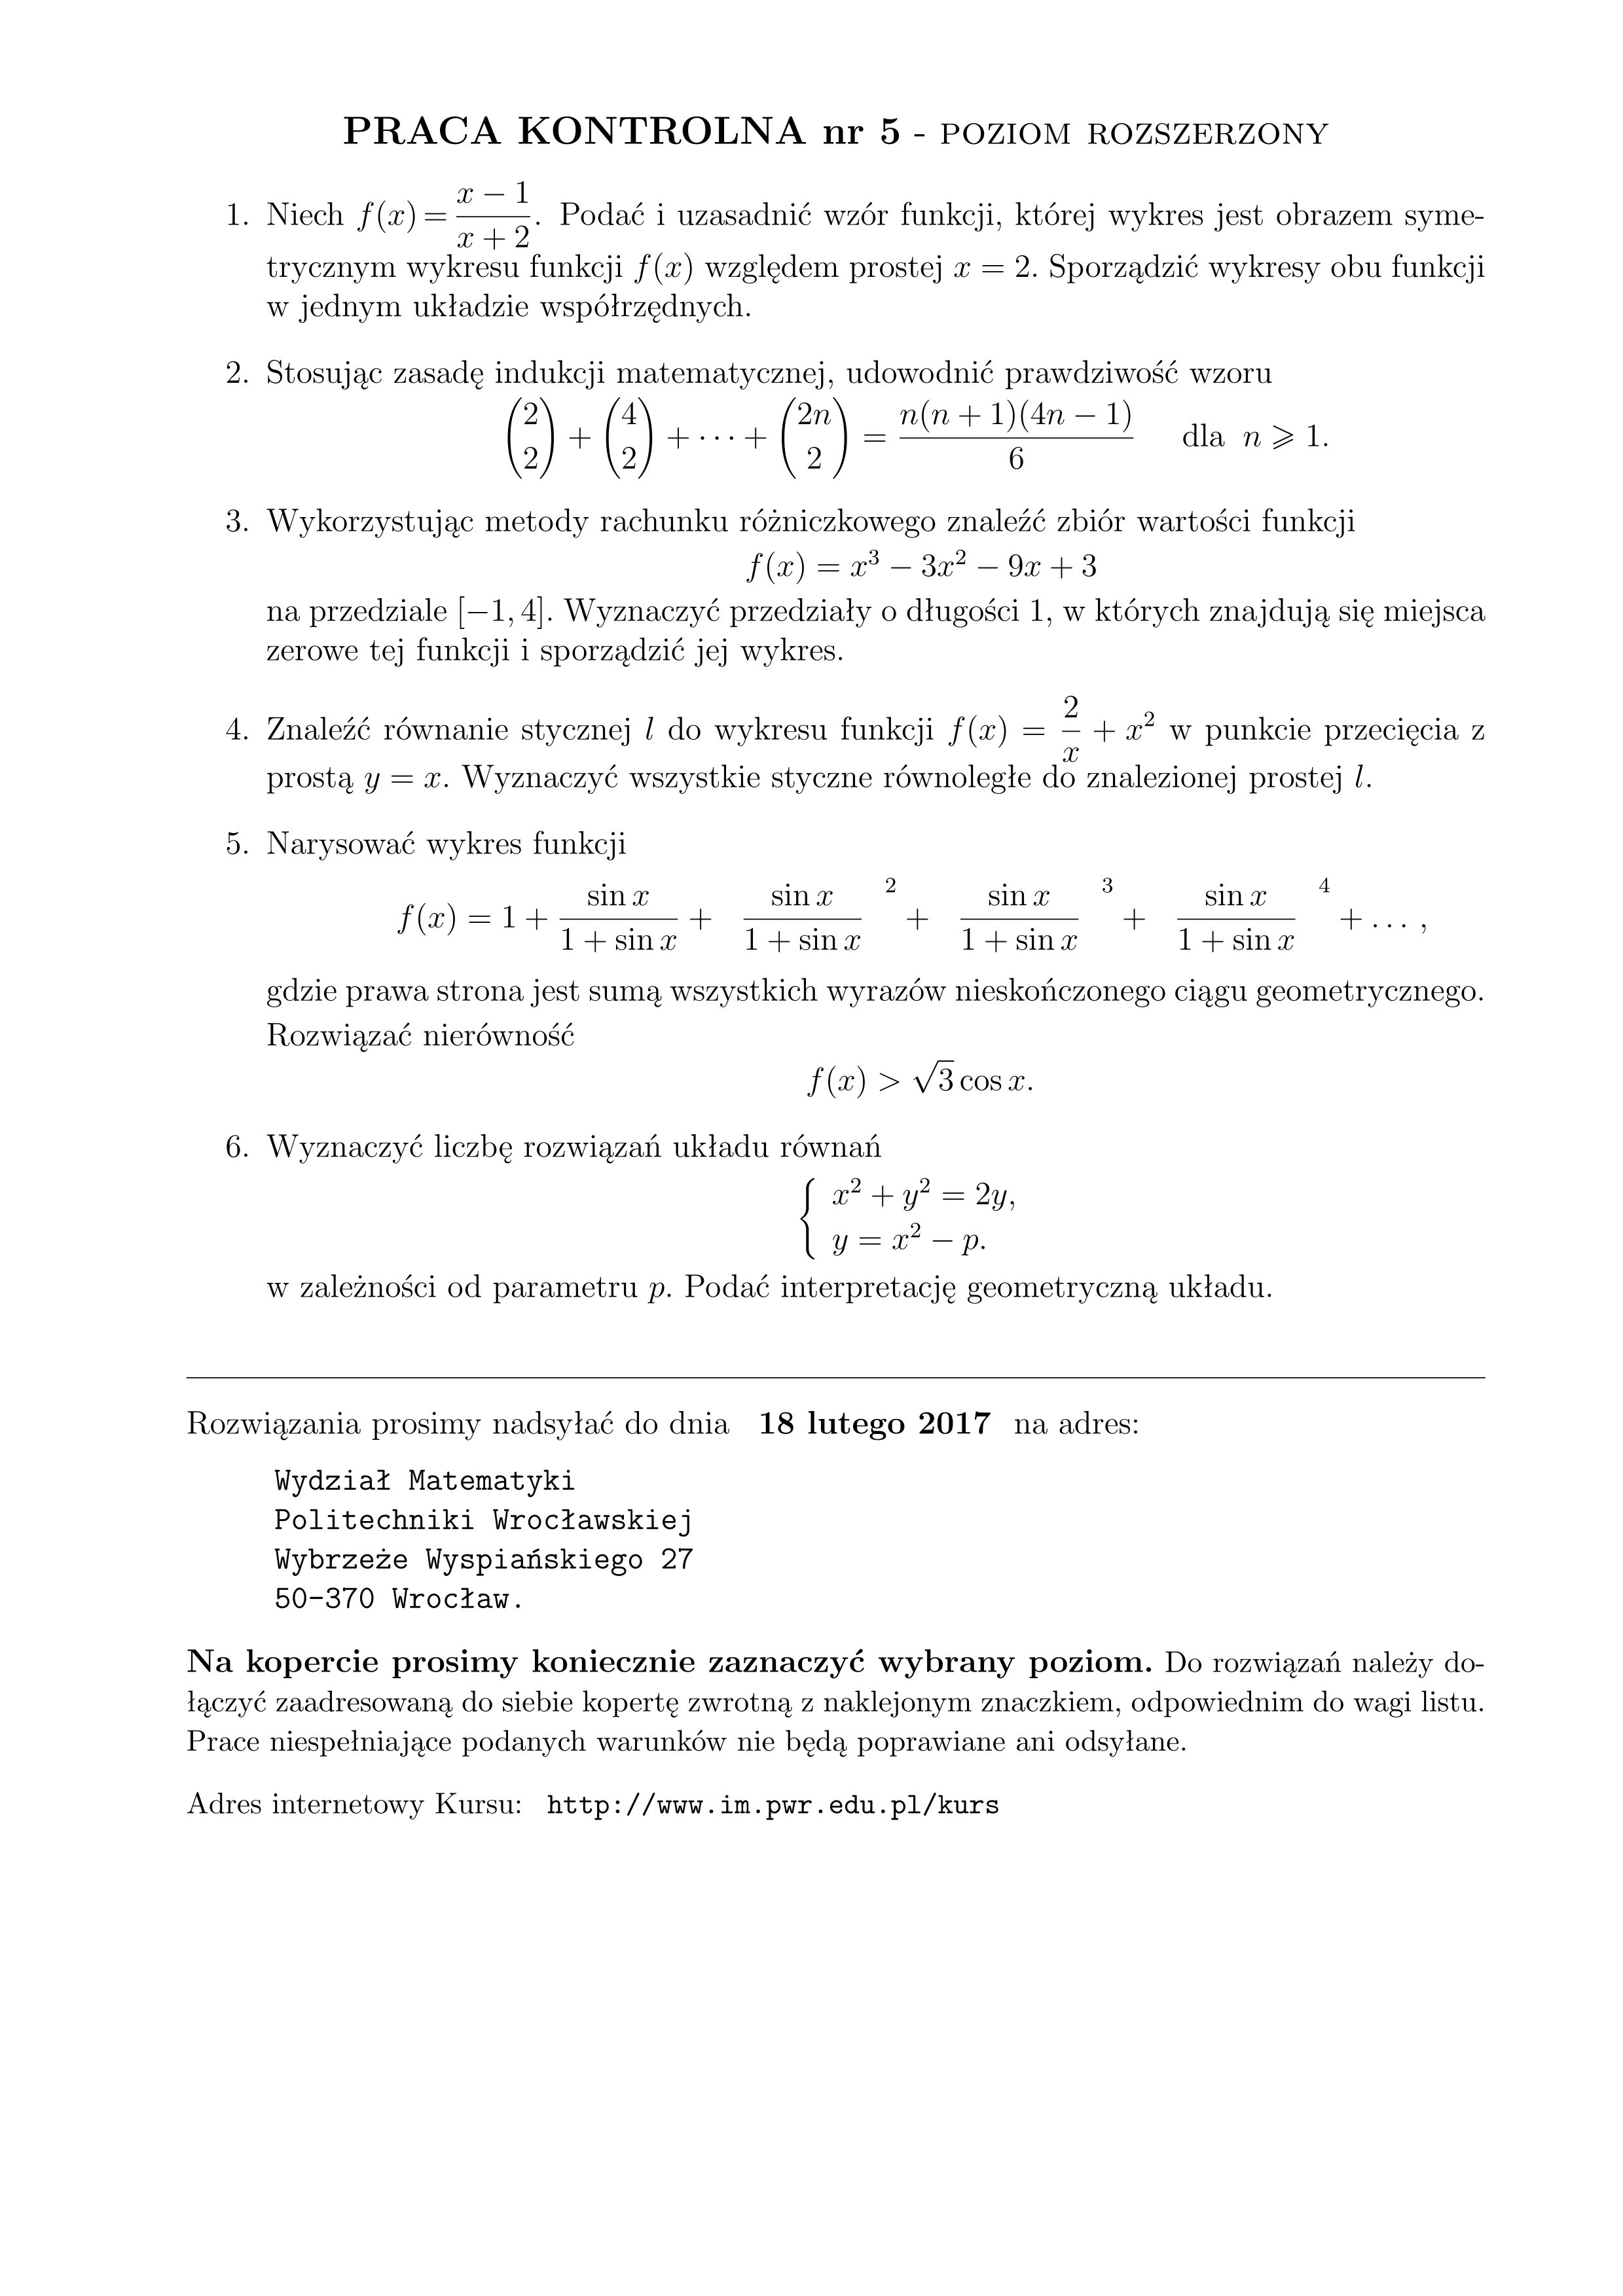 PRACA KONTROLNA nr 5 - POZIOM ROZSZERZONY
1. Niech f(x) = \frac{x-1}{x+2}. Podać i uzasadnić wzór funkcji, której wykres jest obrazem syme-
trycznym wykresu funkcji f(x) względem prostej x = 2. Sporządzić wykresy obu funkcji
w jednym układzie współrzędnych.
2. Stosując zasadę indukcji matematycznej, udowodnić prawdziwość wzoru
\binom{2}{2} + \binom{4}{2} + \cdots + \binom{2n}{2} = \frac{n(n+1)(4n-1)}{6} dla n ⩾ 1.
3. Wykorzystując metody rachunku różniczkowego znaleźć zbiór wartości funkcji
f(x) = x^3 − 3x^2 − 9x + 3
na przedziale [−1, 4]. Wyznaczyć przedziały o długości 1, w których znajdują się miejsca
zerowe tej funkcji i sporządzić jej wykres.
4. Znaleźć równanie stycznej l do wykresu funkcji f(x) = \frac{2}{x} + x^2 w punkcie przecięcia z
prostą y = x. Wyznaczyć wszystkie styczne równoległe do znalezionej prostej l.
5. Narysować wykres funkcji
f(x) = 1 + \frac{\sin x}{1+\sin x} + \frac{\sin x}{1+\sin x}^2 + \frac{\sin x}{1+\sin x}^3 + \frac{\sin x}{1+\sin x}^4 + \dots ,
gdzie prawa strona jest sumą wszystkich wyrazów nieskończonego ciągu geometrycznego.
Rozwiązać nierówność
f(x) > \sqrt{3} cos x.
6. Wyznaczyć liczbę rozwiązań układu równań
{ x^2 + y^2 = 2y,
y = x^2 − p.
w zależności od parametru p. Podać interpretację geometryczną układu.
Rozwiązania prosimy nadsyłać do dnia 18 lutego 2017 na adres:
Wydział Matematyki
Politechniki Wrocławskiej
Wybrzeże Wyspiańskiego 27
50-370 Wrocław.
Na kopercie prosimy koniecznie zaznaczyć wybrany poziom. Do rozwiązań należy do-
łączyć zaadresowaną do siebie kopertę zwrotną z naklejonym znaczkiem, odpowiednim do wagi listu.
Prace niespełniające podanych warunków nie będą poprawiane ani odsyłane.
Adres internetowy Kursu: http://www.im.pwr.edu.pl/kurs